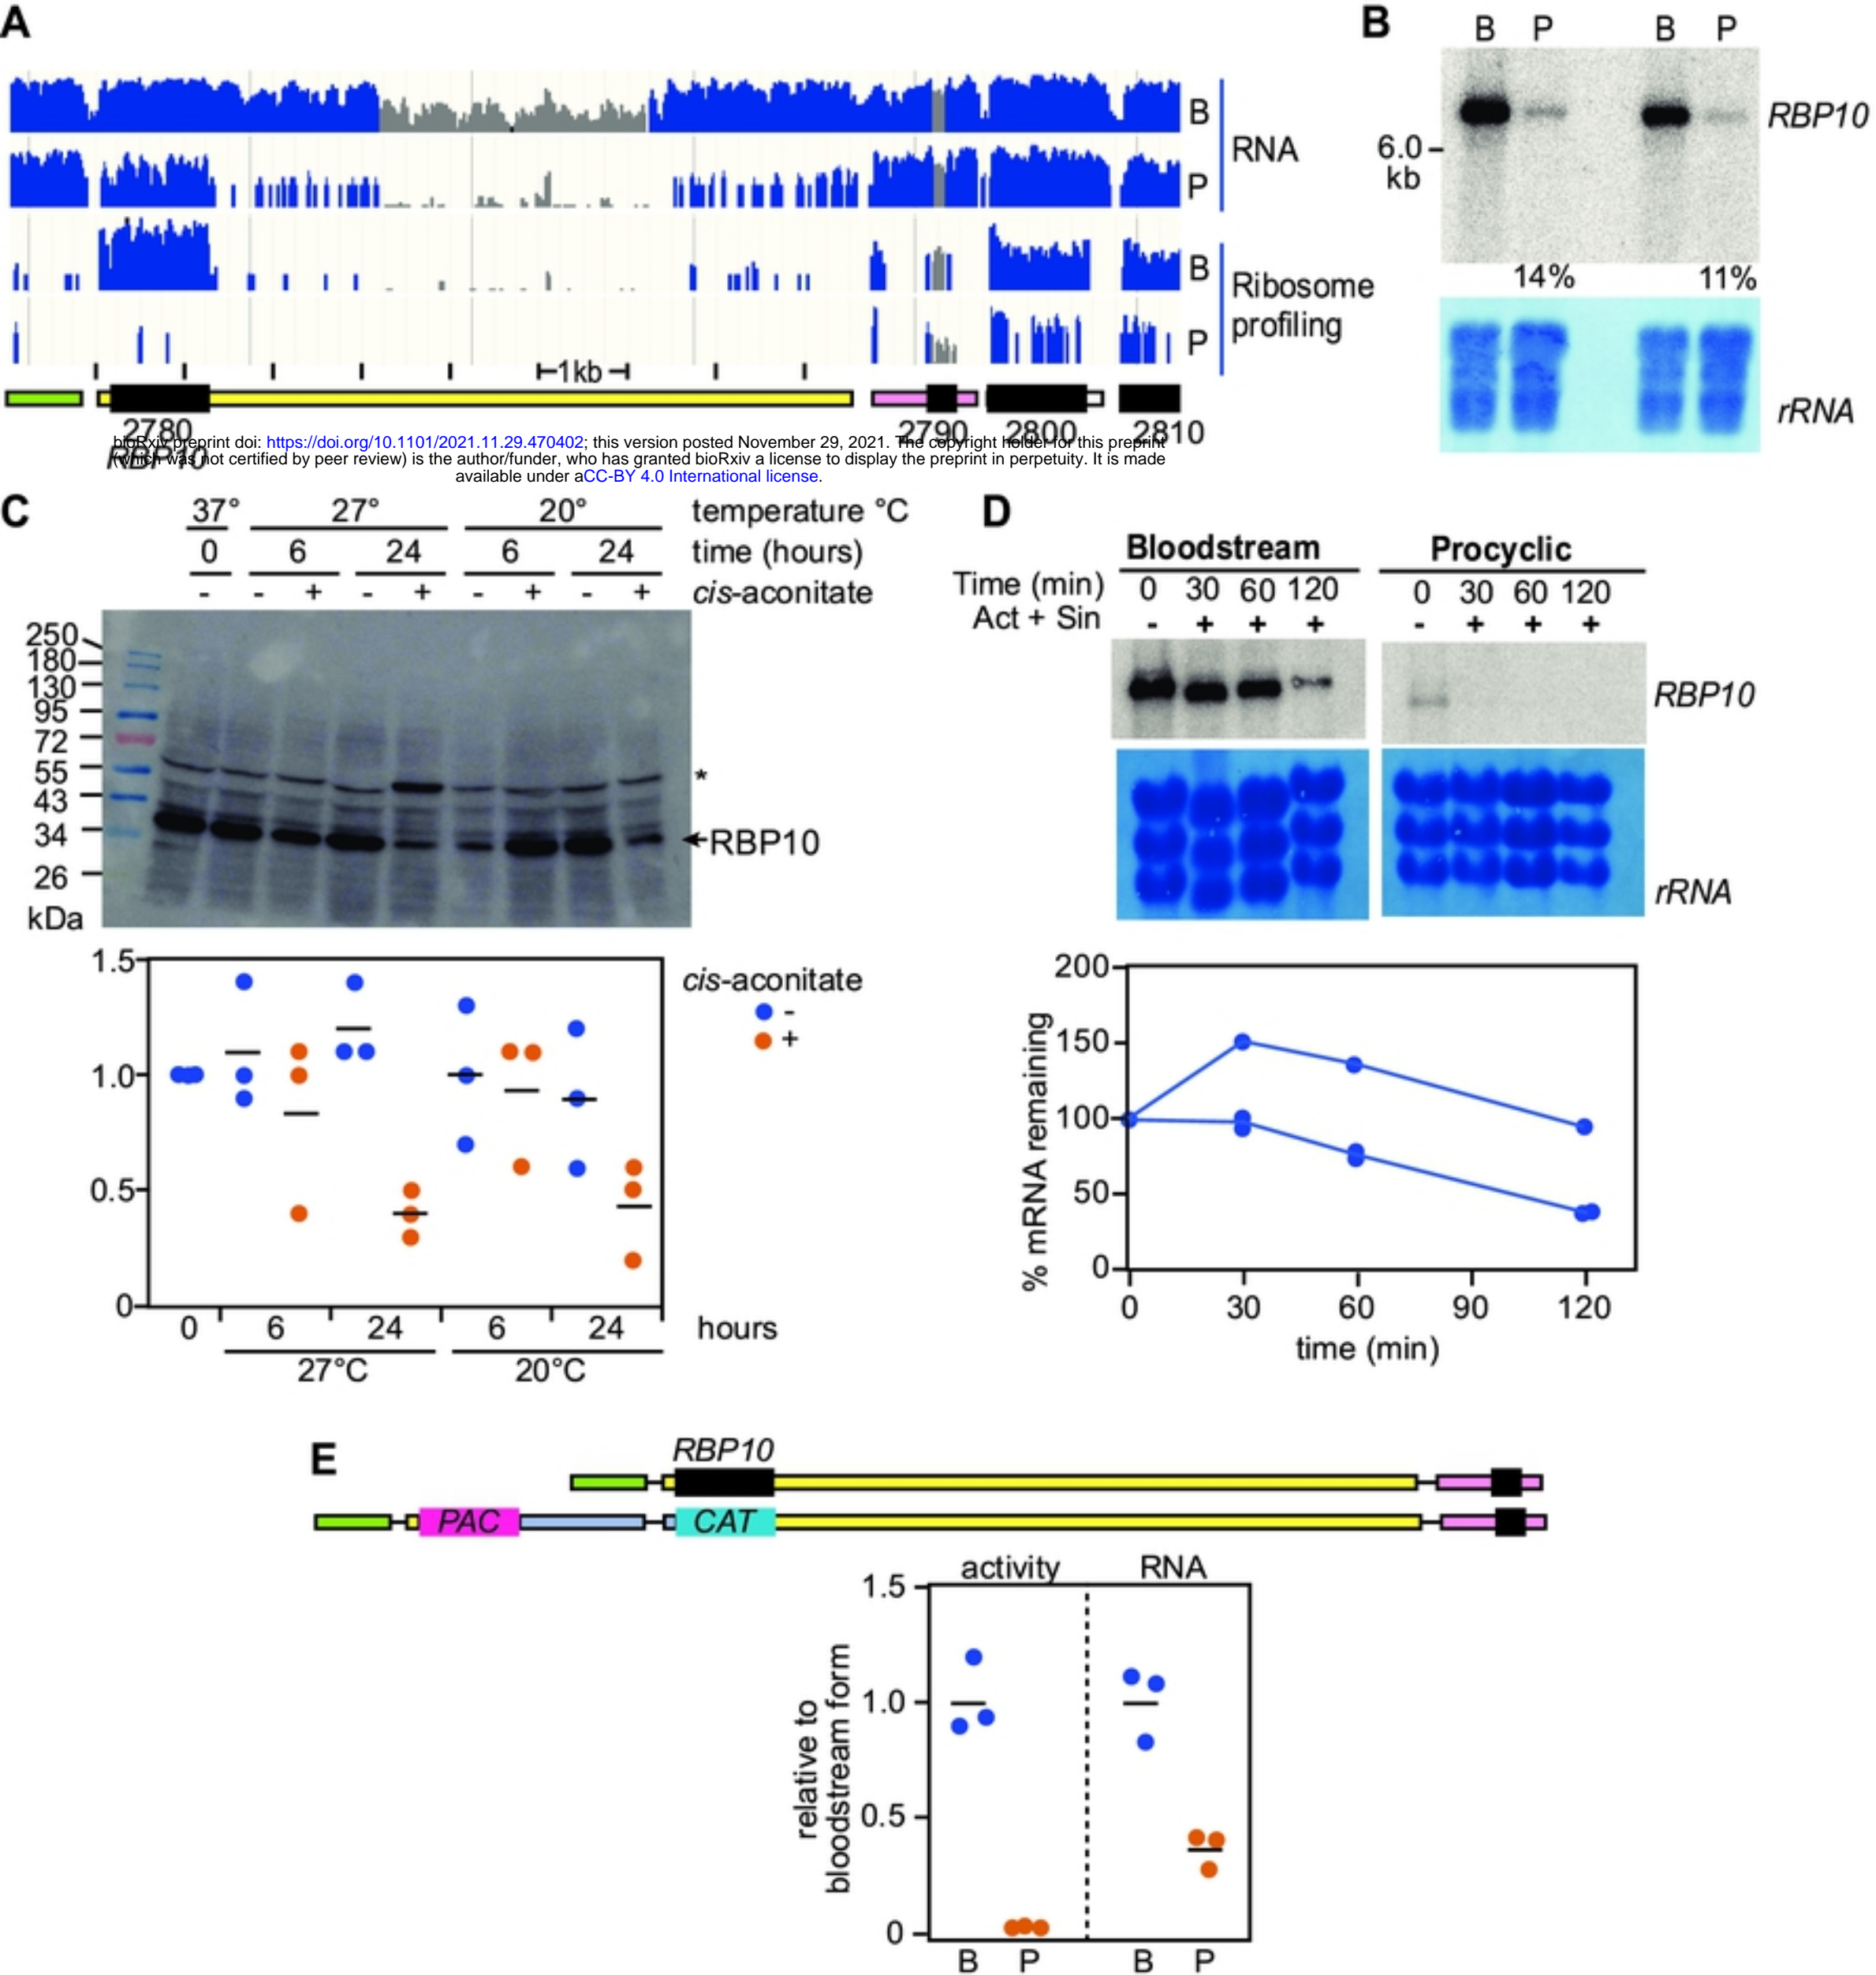 A
B
RNA
P
B
Ribosome
profiling
P
1kb
2780
RBP10
2790
2800
2810
bioRxiv preprint doi: https://doi.org/10.1101/2021.11.29.470402; this version posted November 29, 2021. The copyright holder for this preprint
(which was not certified by peer review) is the author/funder, who has granted bioRxiv a license to display the preprint in perpetuity. It is made
available under aCC-BY 4.0 International license.
B
B P B P
RBP10
6.0
kb
14% 11%
rRNA
C
37° 27° 20° temperature °C
0 6 24 6 24 time (hours)
- - + - + - + - + cis-aconitate
250
180
130
95
72
55
43
34
26
kDa
*
RBP10
1.5
1.0
0.5
0
cis-aconitate
-
+
0 6 24 6 24 hours
27°C 20°C
D
Bloodstream Procyclic
Time (min) 0 30 60 120 0 30 60 120
Act + Sin - + + + - + + +
RBP10
rRNA
% mRNA remaining
200
150
100
50
0
0 30 60 90 120
time (min)
E
RBP10
PAC CAT
activity RNA
relative to
bloodstream form
1.5
1.0
0.5
0
B P B P